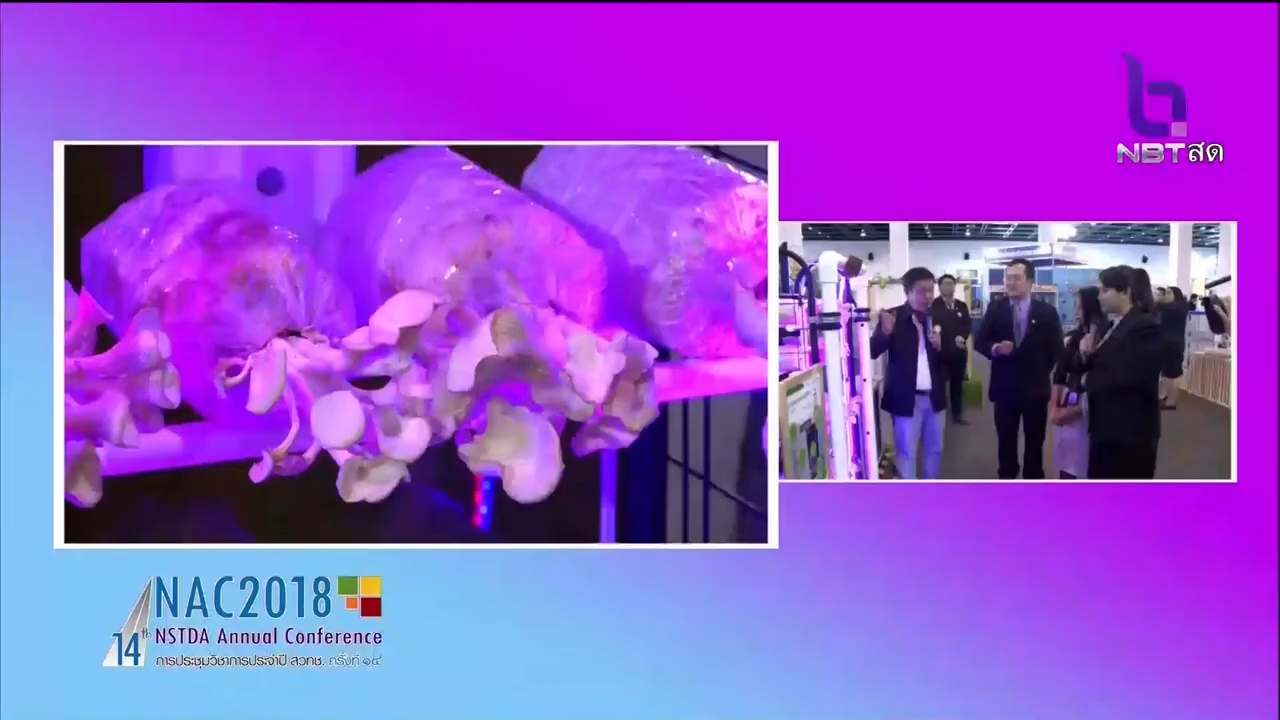 NBTสด
NAC2018
14th NSTDA Annual Conference
การประชุมวิชาการประจำปี สวทช. ครั้งที่ ๑๔